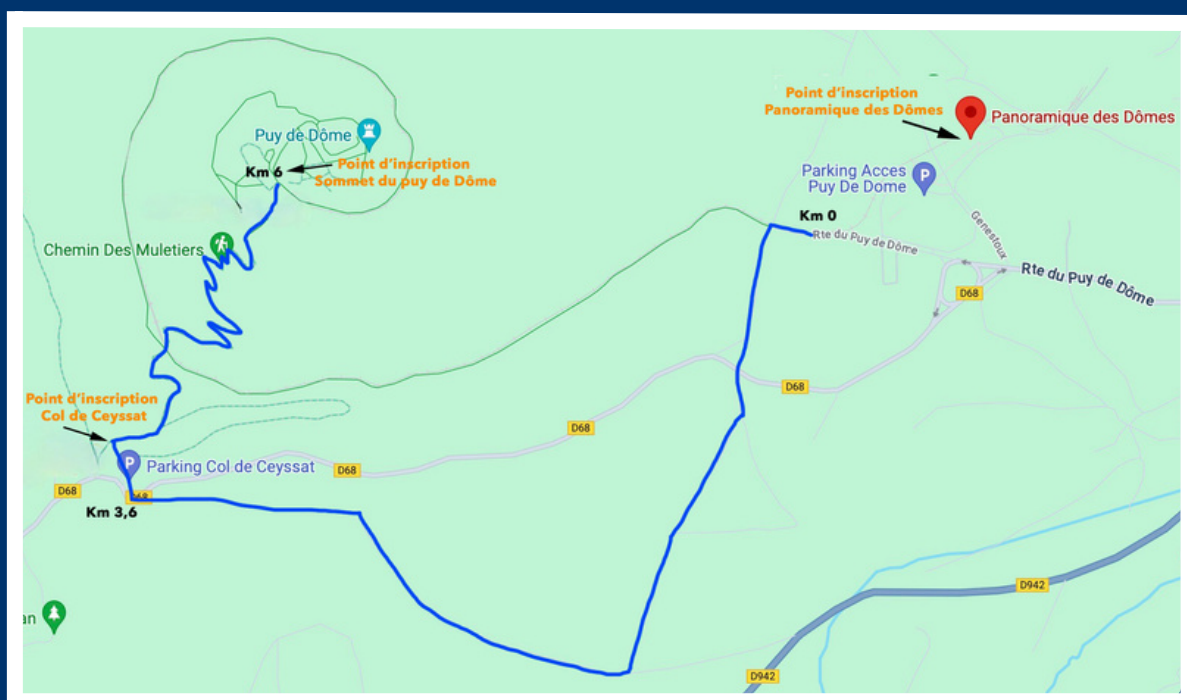 Point d'inscription
Panoramique des Dômes
Panoramique des Dômes
Puy de Dôme
Km 6
Point d'inscription
Sommet du puy de Dôme
Parking Acces
Puy De Dome
Km 0
Rte du Puy de Dôme
Genestoux
Chemin Des Muletiers
Rte du Puy de Dôme
D68
D68
Point d'inscription
Col de Ceyssat
D68
Parking Col de Ceyssat
D68
D68
D68
Km 3,6
D942
an
D942